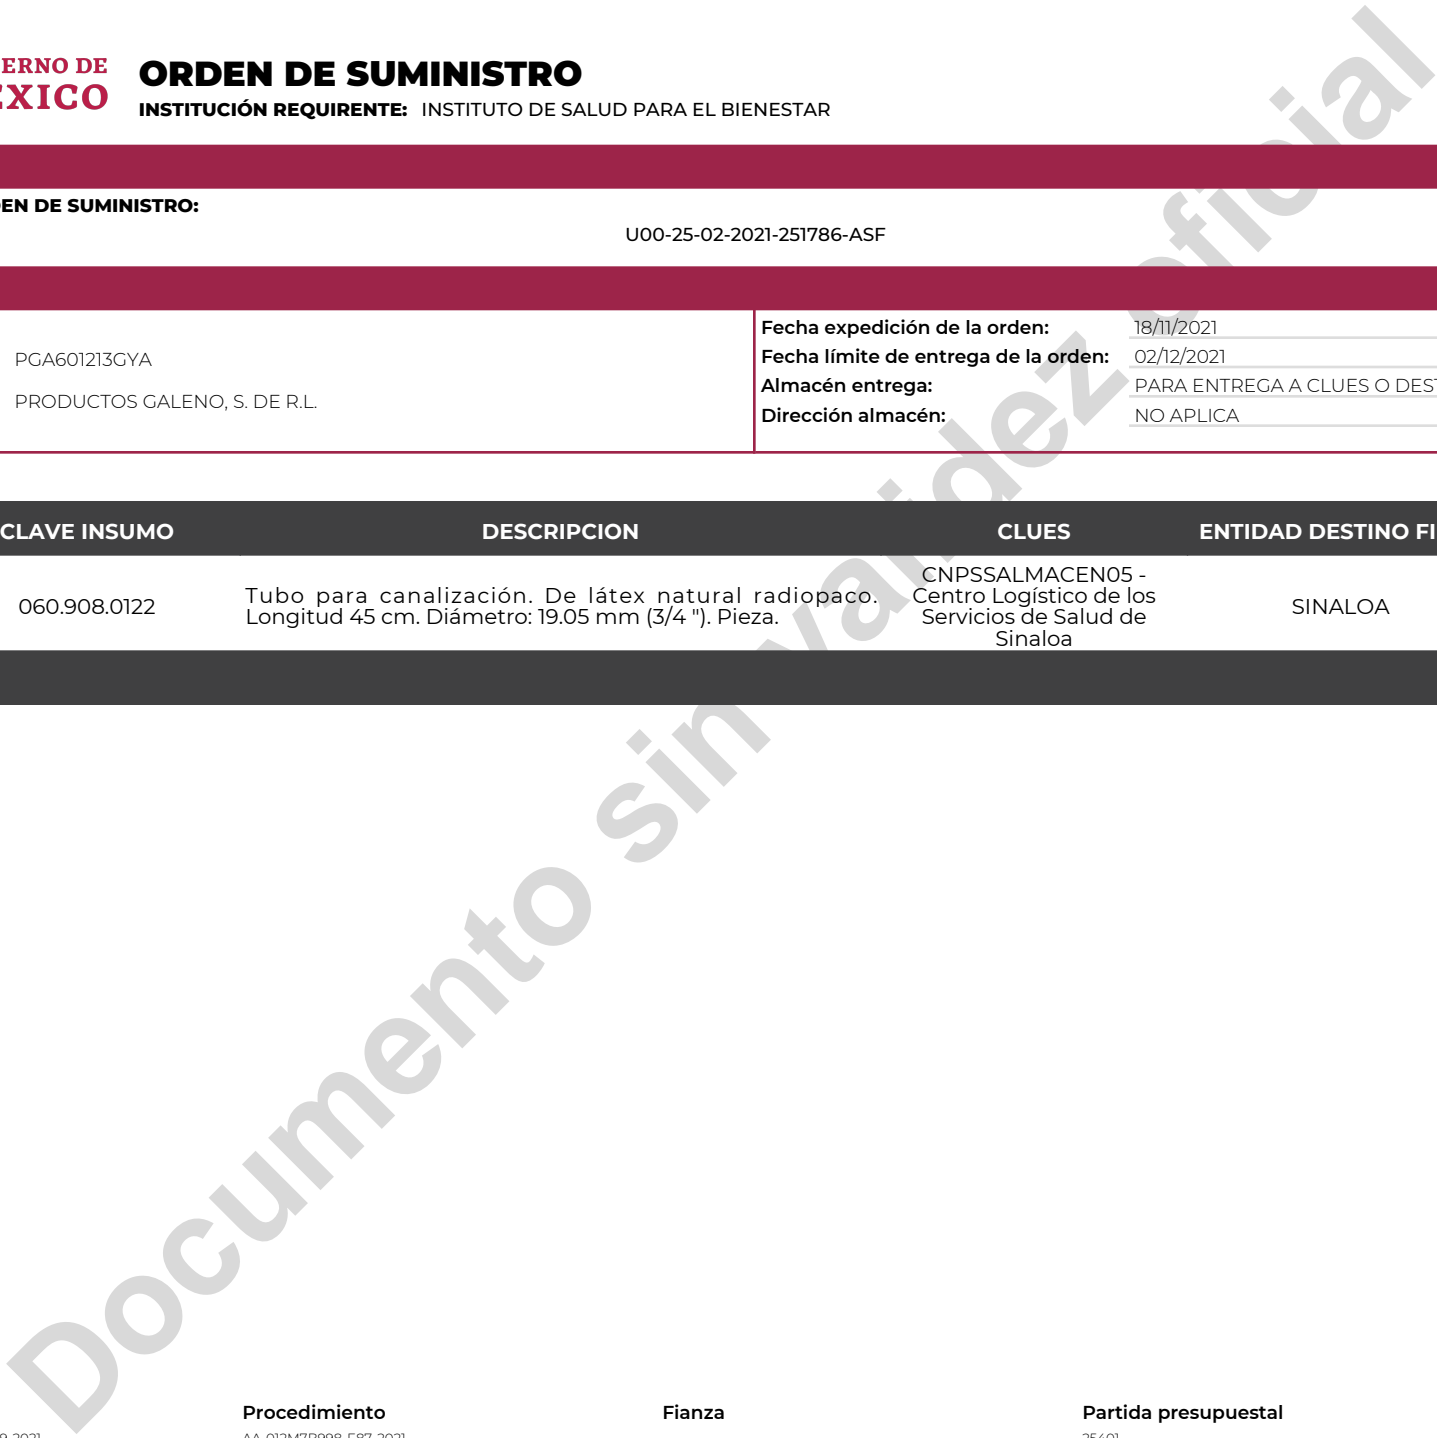 ERNO DE
ORDEN DE SUMINISTRO
XICO
INSTITUCIÓN REQUIRENTE: INSTITUTO DE SALUD PARA EL BIENESTAR
EN DE SUMINISTRO:
U00-25-02-2021-251786-ASF
PGA601213GYA
PRODUCTOS GALENO, S. DE R.L.
Fecha expedición de la orden: 18/11/2021
Fecha límite de entrega de la orden: 02/12/2021
Almacén entrega: PARA ENTREGA A CLUES O DEST
Dirección almacén: NO APLICA
CLAVE INSUMO DESCRIPCION CLUES ENTIDAD DESTINO FI
060.908.0122
Tubo para canalización. De látex natural radiopaco.
Longitud 45 cm. Diámetro: 19.05 mm (3/4 "). Pieza.
CNPSSALMACEN05 -
Centro Logístico de los
Servicios de Salud de
Sinaloa
SINALOA
Documento sin validez oficial
Procedimiento Fianza Partida presupuestal